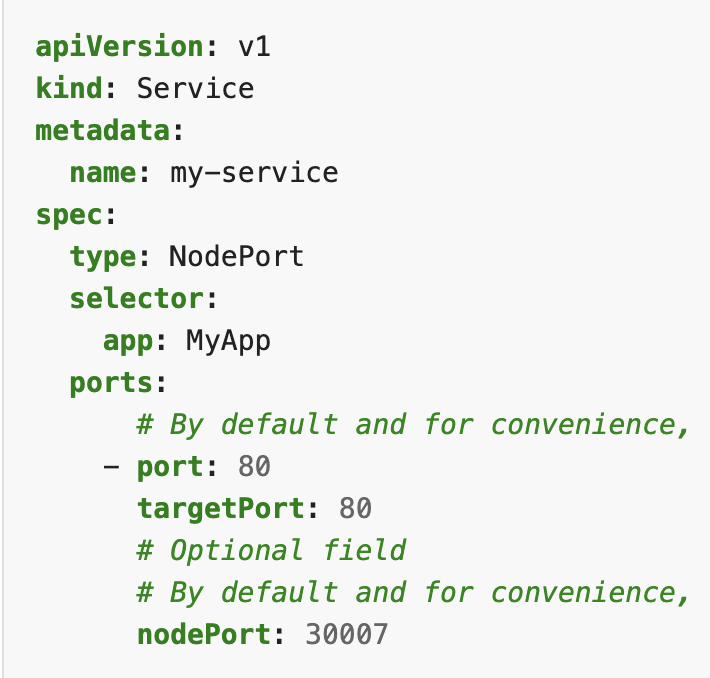 apiVersion: v1
kind: Service
metadata:
  name: my-service
spec:
  type: NodePort
  selector:
    app: MyApp
  ports:
      # By default and for convenience,
    - port: 80
      targetPort: 80
      # Optional field
      # By default and for convenience,
      nodePort: 30007